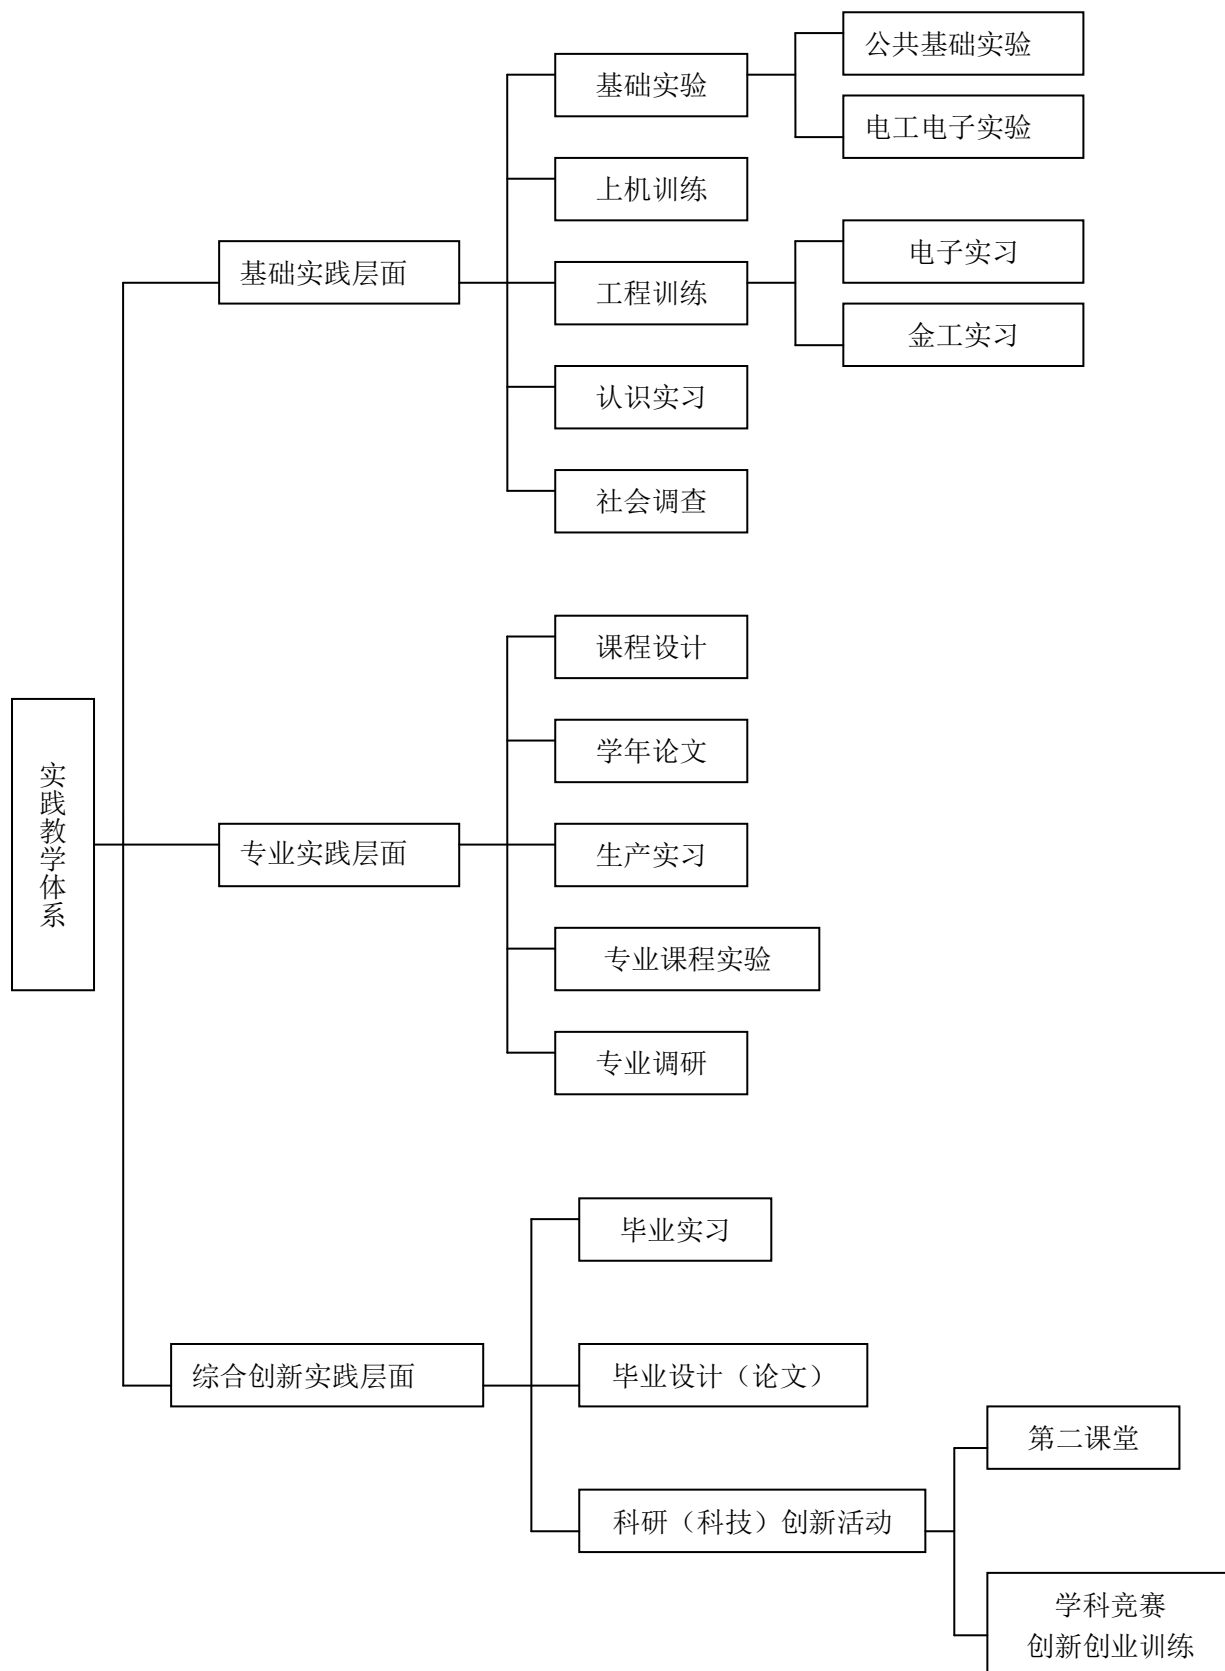 实践教学体系
基础实践层面
基础实验
公共基础实验
电工电子实验
上机训练
工程训练
电子实习
金工实习
认识实习
社会调查
专业实践层面
课程设计
学年论文
生产实习
专业课程实验
专业调研
综合创新实践层面
毕业实习
毕业设计（论文）
科研（科技）创新活动
第二课堂
学科竞赛
创新创业训练